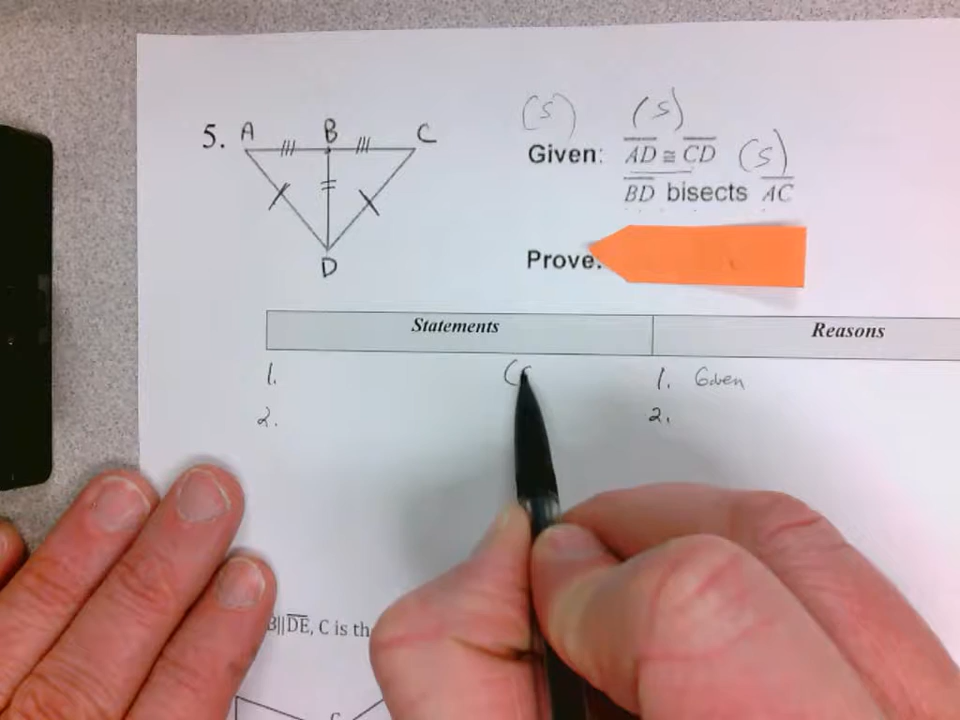 5. A B C
D
(S) (S)
Given: AD ≅ CD (S)
BD bisects AC
Prove:
Statements Reasons
1. (S 1. Given
2. 2.
B||DE, C is th
C